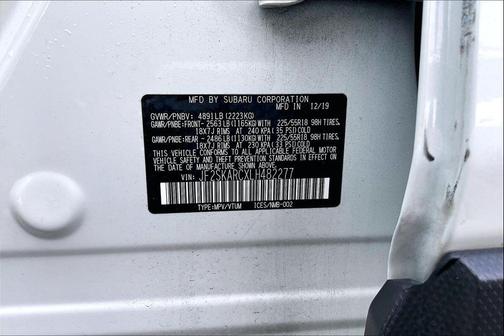 MFD BY SUBARU CORPORATION 12/19
GVWR/PNBV: 4891LB(2223KG)
GAWR/PNBE:FRONT- 2563LB(1165KG)WITH 225/55R18 98H TIRES,
18X7J RIMS AT 240 KPA(35 PSI)COLD
GAWR/PNBE:REAR - 2486LB(1130KG)WITH 225/55R18 98H TIRES,
18X7J RIMS AT 230 KPA(33 PSI)COLD
THIS VEHICLE CONFORMS TO ALL APPLICABLE FEDERAL MOTOR
VEHICLE SAFETY AND THEFT PREVENTION STANDARDS IN EFFECT ON
THE DATE OF MANUFACTURE SHOWN ABOVE.
VIN: JF2SKARCXLH482277
TYPE:MPV/VTUM ICES/NMB-002